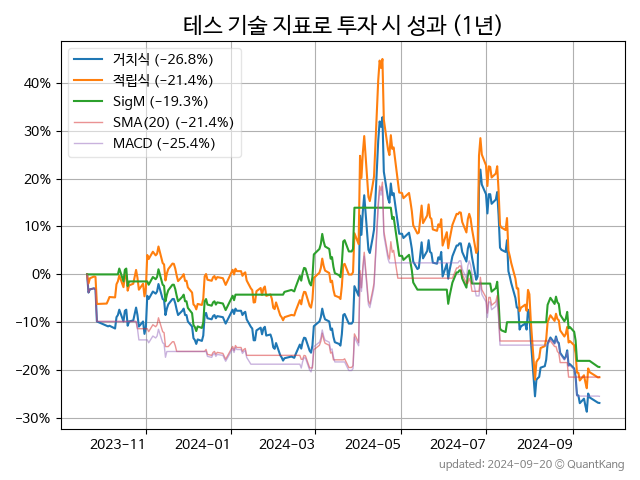 테스 기술 지표로 투자 시 성과 (1년)
거치식 (-26.8%)
적립식 (-21.4%)
SigM (-19.3%)
SMA(20) (-21.4%)
MACD (-25.4%)
40%
30%
20%
10%
0%
-10%
-20%
-30%
2023-11 2024-01 2024-03 2024-05 2024-07 2024-09
updated: 2024-09-20 ⓒ QuantKang